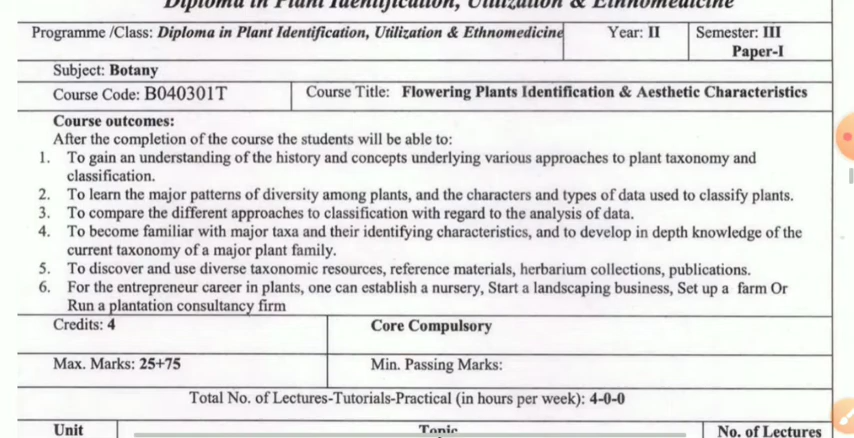 Diploma in Plant Identification, Utilization & Ethnomedicine
Programme /Class: Diploma in Plant Identification, Utilization & Ethnomedicine Year: II Semester: III
Paper-I
Subject: Botany
Course Code: B040301T Course Title: Flowering Plants Identification & Aesthetic Characteristics
Course outcomes:
After the completion of the course the students will be able to:
1. To gain an understanding of the history and concepts underlying various approaches to plant taxonomy and
classification.
2. To learn the major patterns of diversity among plants, and the characters and types of data used to classify plants.
3. To compare the different approaches to classification with regard to the analysis of data.
4. To become familiar with major taxa and their identifying characteristics, and to develop in depth knowledge of the
current taxonomy of a major plant family.
5. To discover and use diverse taxonomic resources, reference materials, herbarium collections, publications.
6. For the entrepreneur career in plants, one can establish a nursery, Start a landscaping business, Set up a farm Or
Run a plantation consultancy firm
Credits: 4 Core Compulsory
Max. Marks: 25+75 Min. Passing Marks:
Total No. of Lectures-Tutorials-Practical (in hours per week): 4-0-0
Unit Topic No. of Lectures